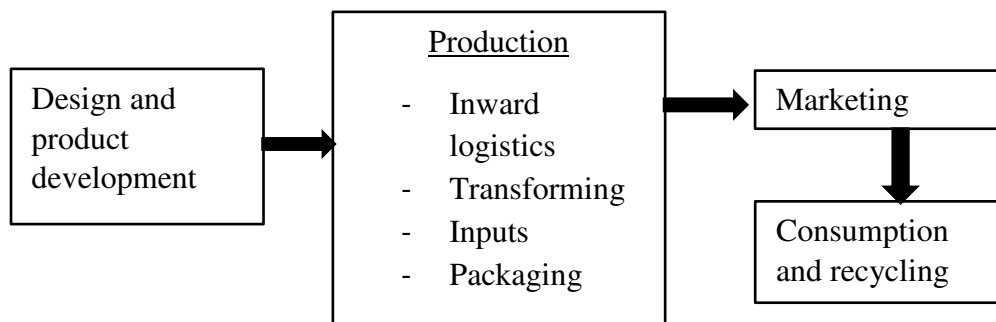 Design and
product
development
Production
- Inward
logistics
- Transforming
- Inputs
- Packaging
Marketing
Consumption
and recycling